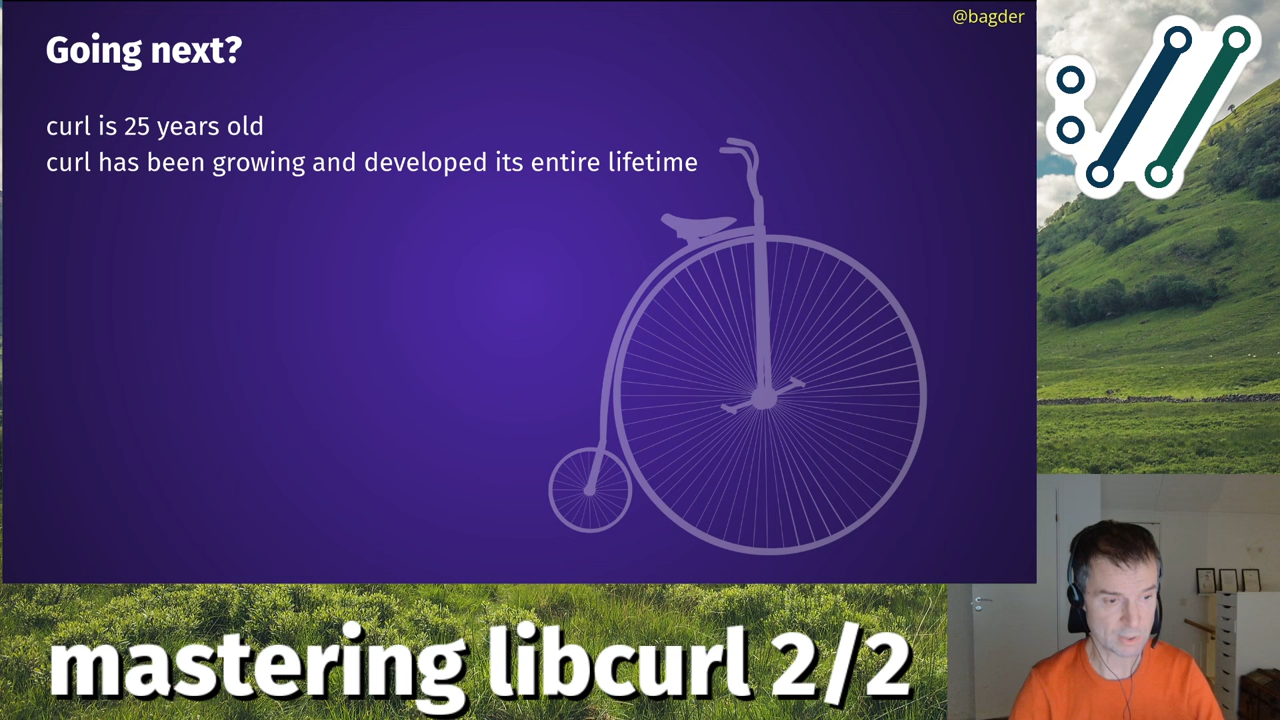 @bagder
Going next?
curl is 25 years old
curl has been growing and developed its entire lifetime
mastering libcurl 2/2